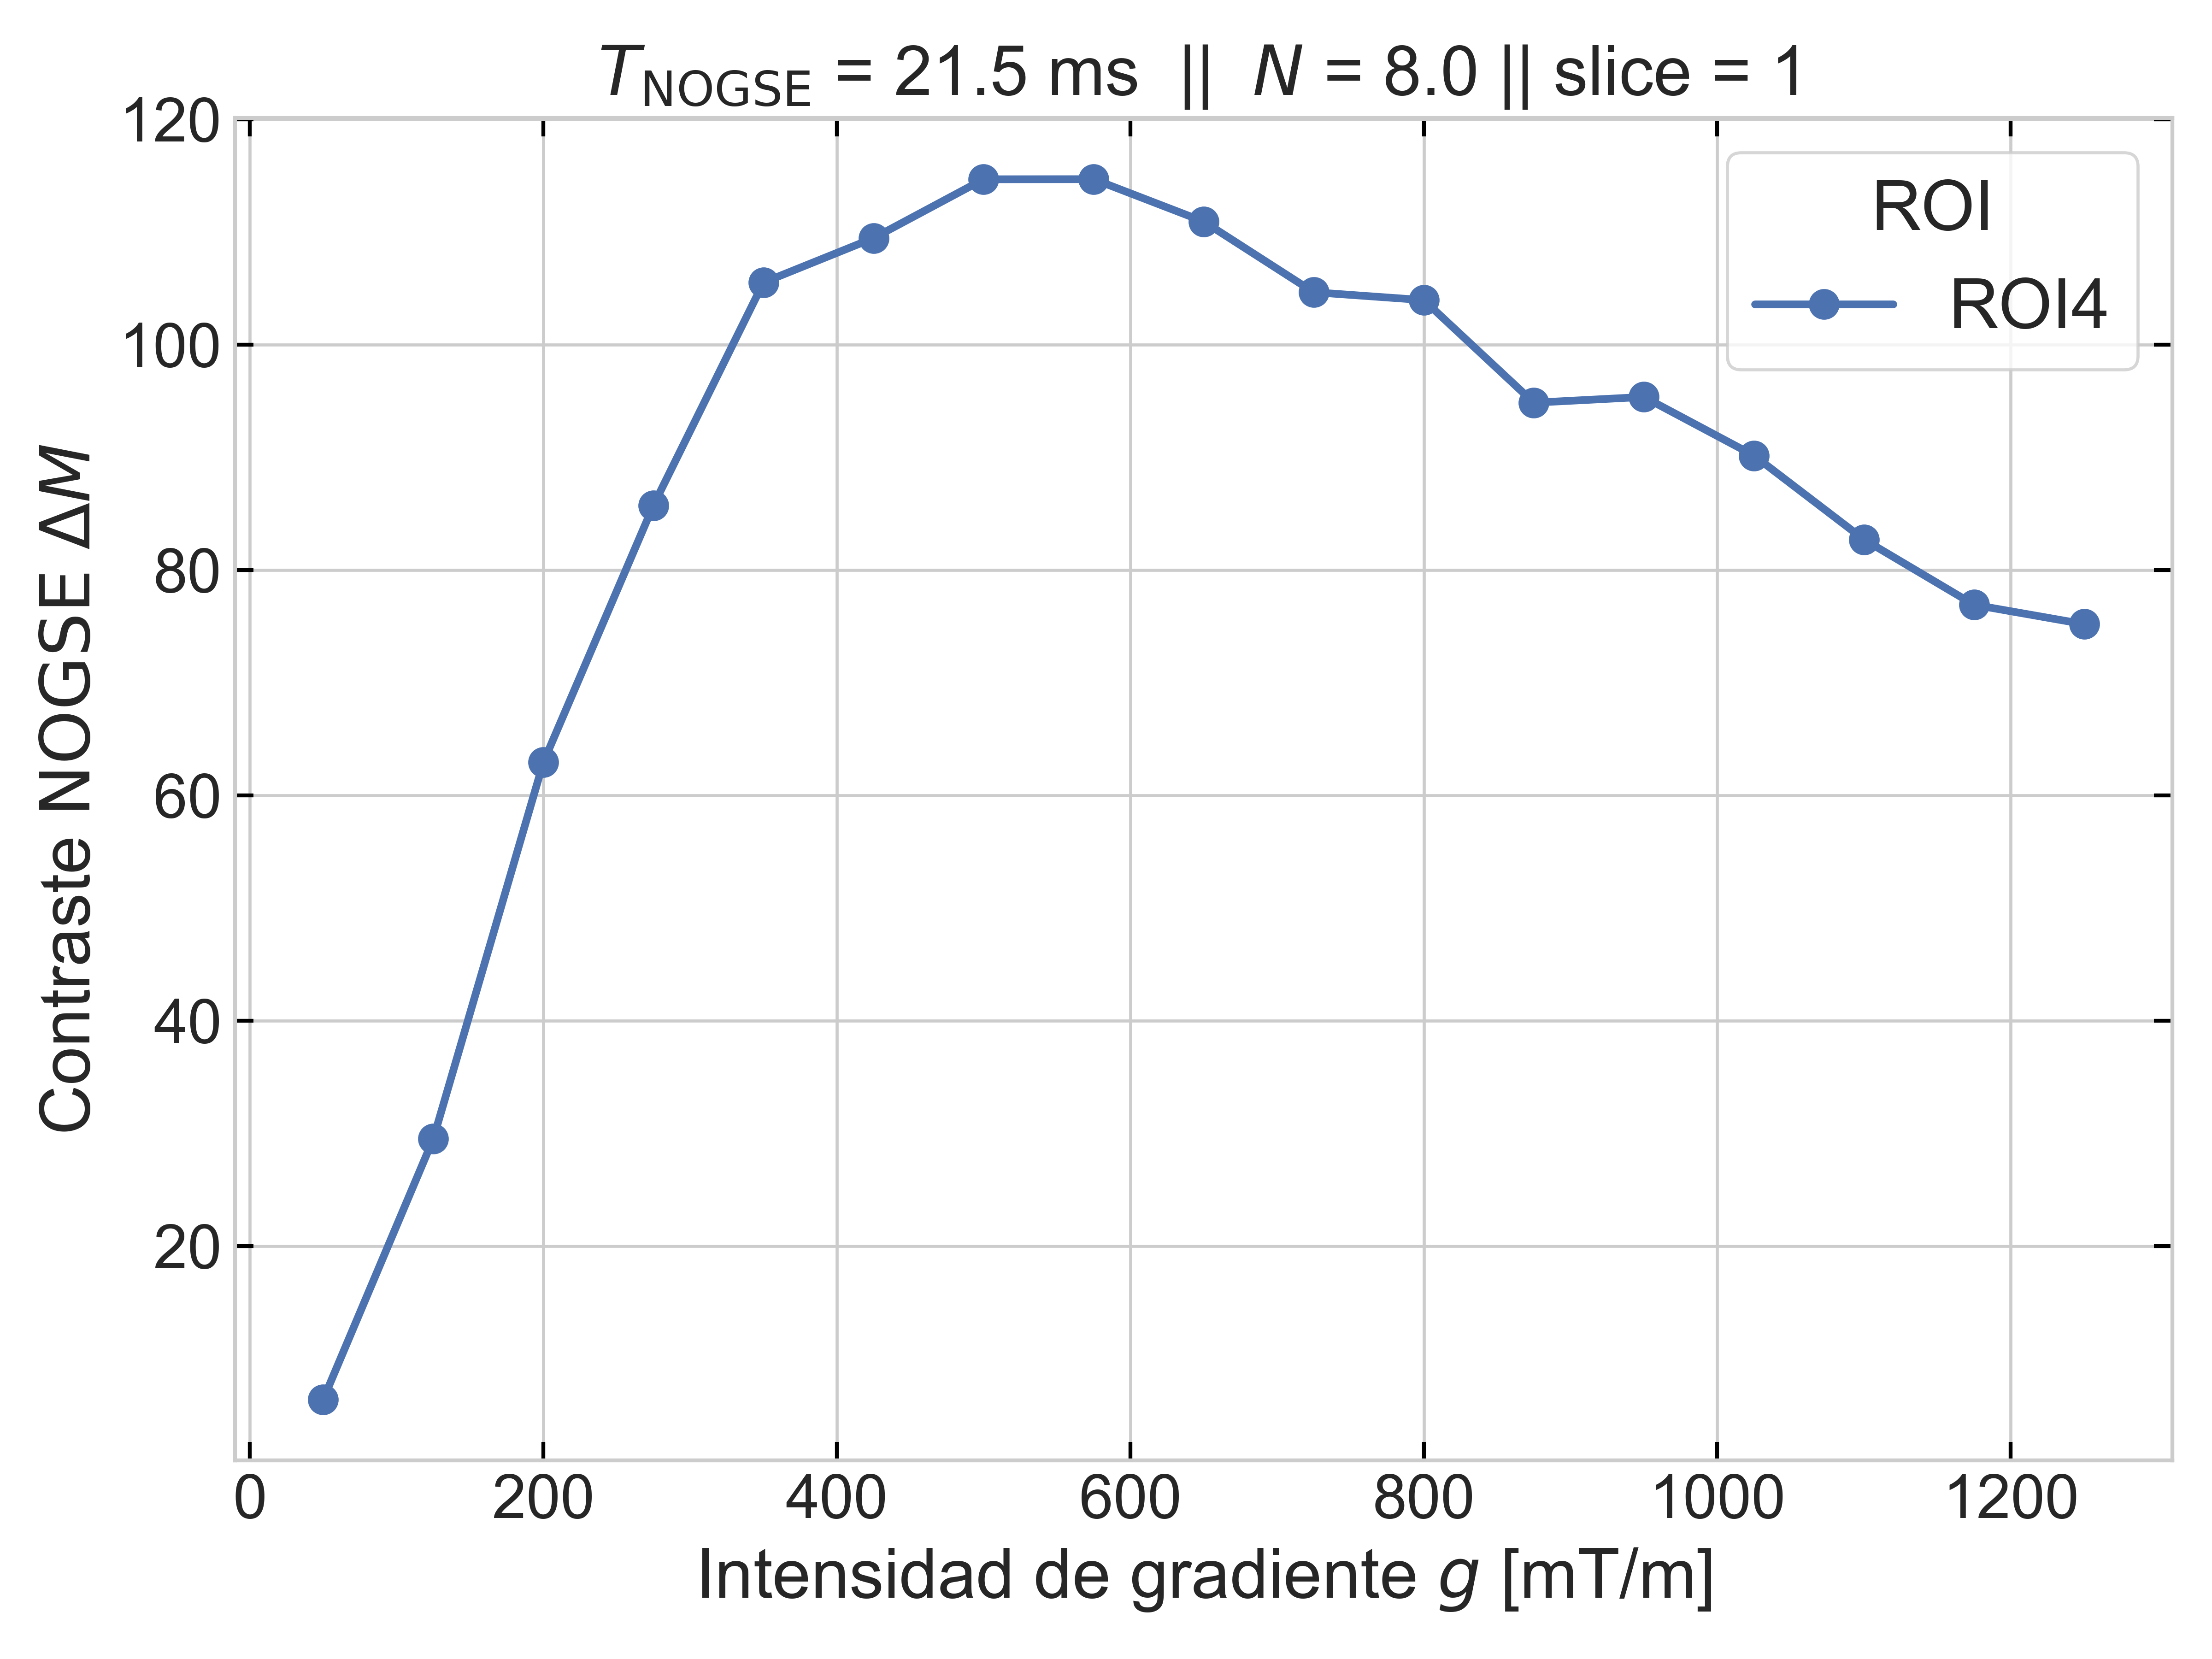 T_NOGSE = 21.5 ms || N = 8.0 || slice = 1
120
100
80
60
40
20
Contraste NOGSE ΔM
ROI
ROI4
0 200 400 600 800 1000 1200
Intensidad de gradiente g [mT/m]